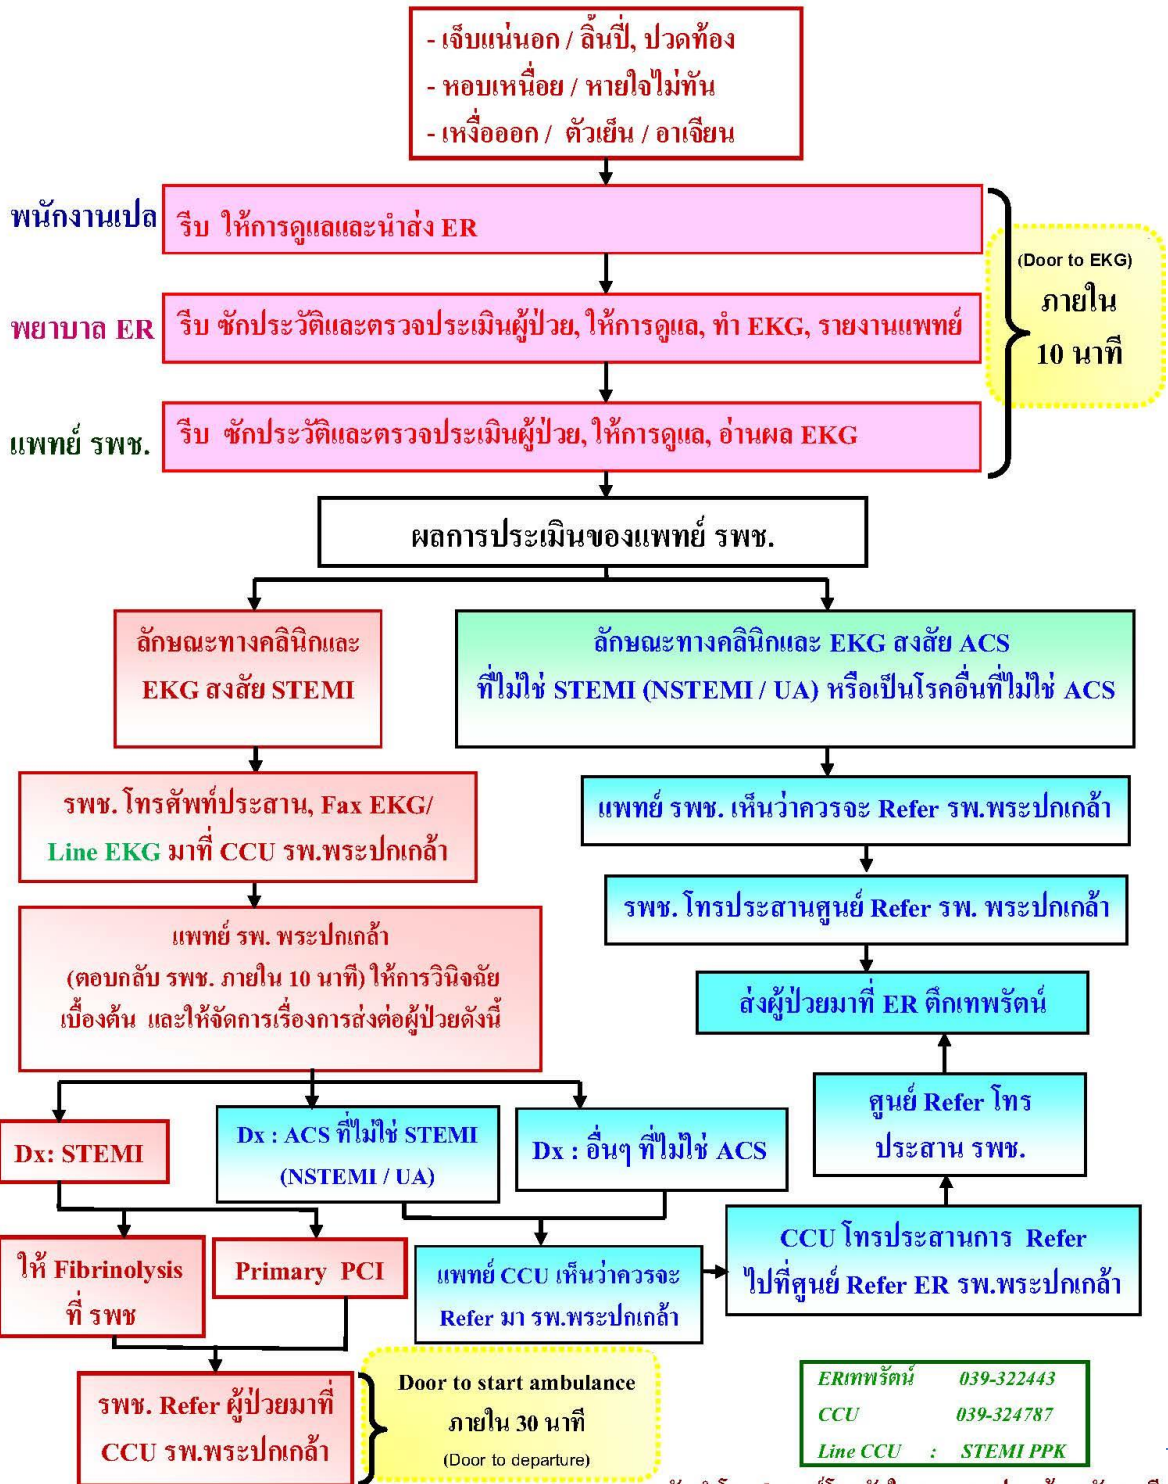 - เจ็บแน่นอก / ลิ้นปี่, ปวดท้อง
- หอบเหนื่อย / หายใจไม่ทัน
- เหงื่อออก / ตัวเย็น / อาเจียน
พนักงานเปล
รีบ ให้การดูแลและนำส่ง ER
(Door to EKG)
ภายใน
10 นาที
พยาบาล ER
รีบ ซักประวัติและตรวจประเมินผู้ป่วย, ให้การดูแล, ทำ EKG, รายงานแพทย์
แพทย์ รพช.
รีบ ซักประวัติและตรวจประเมินผู้ป่วย, ให้การดูแล, อ่านผล EKG
ผลการประเมินของแพทย์ รพช.
ลักษณะทางคลินิกและ
EKG สงสัย STEMI
ลักษณะทางคลินิกและ EKG สงสัย ACS
ที่ไม่ใช่ STEMI (NSTEMI / UA) หรือเป็นโรคอื่นที่ไม่ใช่ ACS
รพช. โทรศัพท์ประสาน, Fax EKG/
Line EKG มาที่ CCU รพ.พระปกเกล้า
แพทย์ รพช. เห็นว่าควรจะ Refer รพ.พระปกเกล้า
รพช. โทรประสานศูนย์ Refer รพ. พระปกเกล้า
แพทย์ รพ. พระปกเกล้า
(ตอบกลับ รพช. ภายใน 10 นาที) ให้การวินิจฉัย
เบื้องต้น และให้จัดการเรื่องการส่งต่อผู้ป่วยดังนี้
ส่งผู้ป่วยมาที่ ER ตึกเทพรัตน์
ศูนย์ Refer โทร
ประสาน รพช.
Dx: STEMI
Dx : ACS ที่ไม่ใช่ STEMI
(NSTEMI / UA)
Dx : อื่นๆ ที่ไม่ใช่ ACS
ให้ Fibrinolysis
ที่ รพช
Primary PCI
แพทย์ CCU เห็นว่าควรจะ
Refer มา รพ.พระปกเกล้า
CCU โทรประสานการ Refer
ไปที่ศูนย์ Refer ER รพ.พระปกเกล้า
รพช. Refer ผู้ป่วยมาที่
CCU รพ.พระปกเกล้า
Door to start ambulance
ภายใน 30 นาที
(Door to departure)
ERเทพรัตน์ 039-322443
CCU 039-324787
Line CCU : STEMI PPK